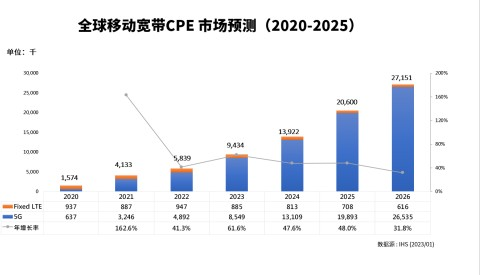 全球移动宽带CPE 市场预测（2020-2025）
单位：千
30,000 200%
25,000 160%
20,000 120%
15,000 80%
10,000 40%
5,000 0%
0
1,574 4,133 5,839 9,434 13,922 20,600 27,151
2020 2021 2022 2023 2024 2025 2026
Fixed LTE 937 887 947 885 813 708 616
5G 637 3,246 4,892 8,549 13,109 19,893 26,535
年增长率 162.6% 41.3% 61.6% 47.6% 48.0% 31.8%
数据源: IHS (2023/01)